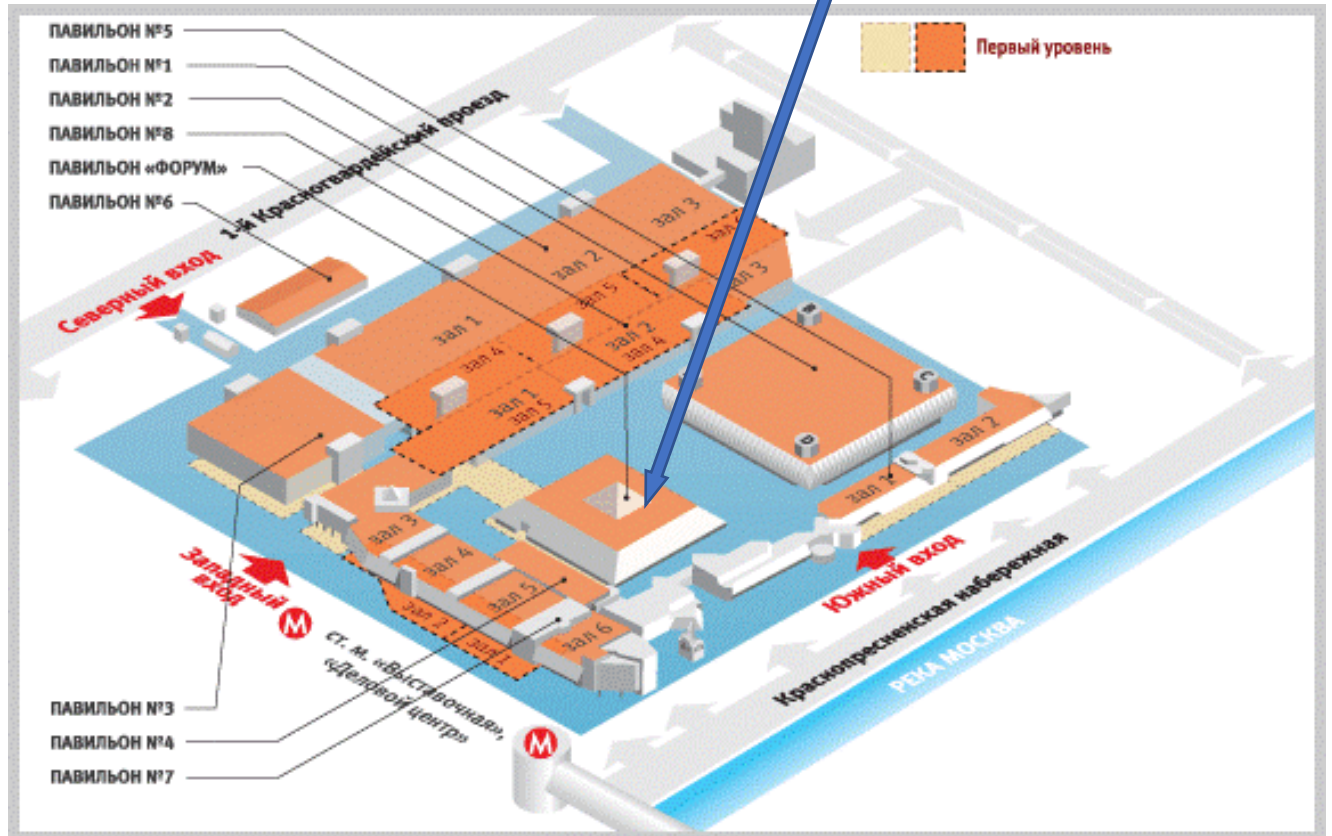 ПАВИЛЬОН №5
ПАВИЛЬОН №1
ПАВИЛЬОН №2
ПАВИЛЬОН №8
ПАВИЛЬОН «ФОРУМ»
ПАВИЛЬОН №6
Первый уровень
1-й Красногвардейский проезд
Северный вход
зал 3
зал 2
зал 1
зал 6
зал 5
зал 4
зал 3
зал 2
зал 4
зал 1
зал 5
B
C
D
зал 2
зал 1
зал 3
зал 4
зал 5
зал 6
зал 2
зал 1
Западный
вход
М
ст. м. «Выставочная»,
«Деловой центр»
М
Южный вход
Краснопресненская набережная
РЕКА МОСКВА
ПАВИЛЬОН №3
ПАВИЛЬОН №4
ПАВИЛЬОН №7